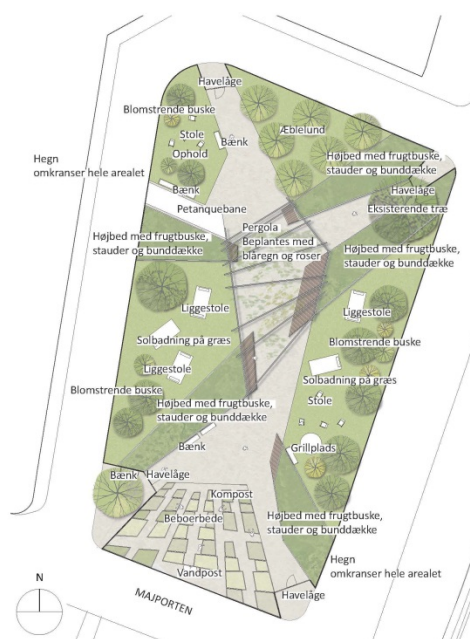 Havelåge
Blomstrende buske
Stole
Bænk
Æblelund
Ophold
Højbed med frugtbuske,
stauder og bunddække
Hegn
omkranser hele arealet
Bænk
Havelåge
Eksisterende træ
Petanquebane
Pergola
Beplantes med
blåregn og roser
Højbed med frugtbuske,
stauder og bunddække
Højbed med frugtbuske,
stauder og bunddække
Liggestole
Liggestole
Solbadning på græs
Blomstrende buske
Liggestole
Solbadning på græs
Blomstrende buske
Stole
Højbed med frugtbuske,
stauder og bunddække
Bænk
Grillplads
Bænk
Havelåge
Kompost
Højbed med frugtbuske,
stauder og bunddække
Beboerbede
Hegn
omkranser hele arealet
Vandpost
Havelåge
N
MAJPORTEN